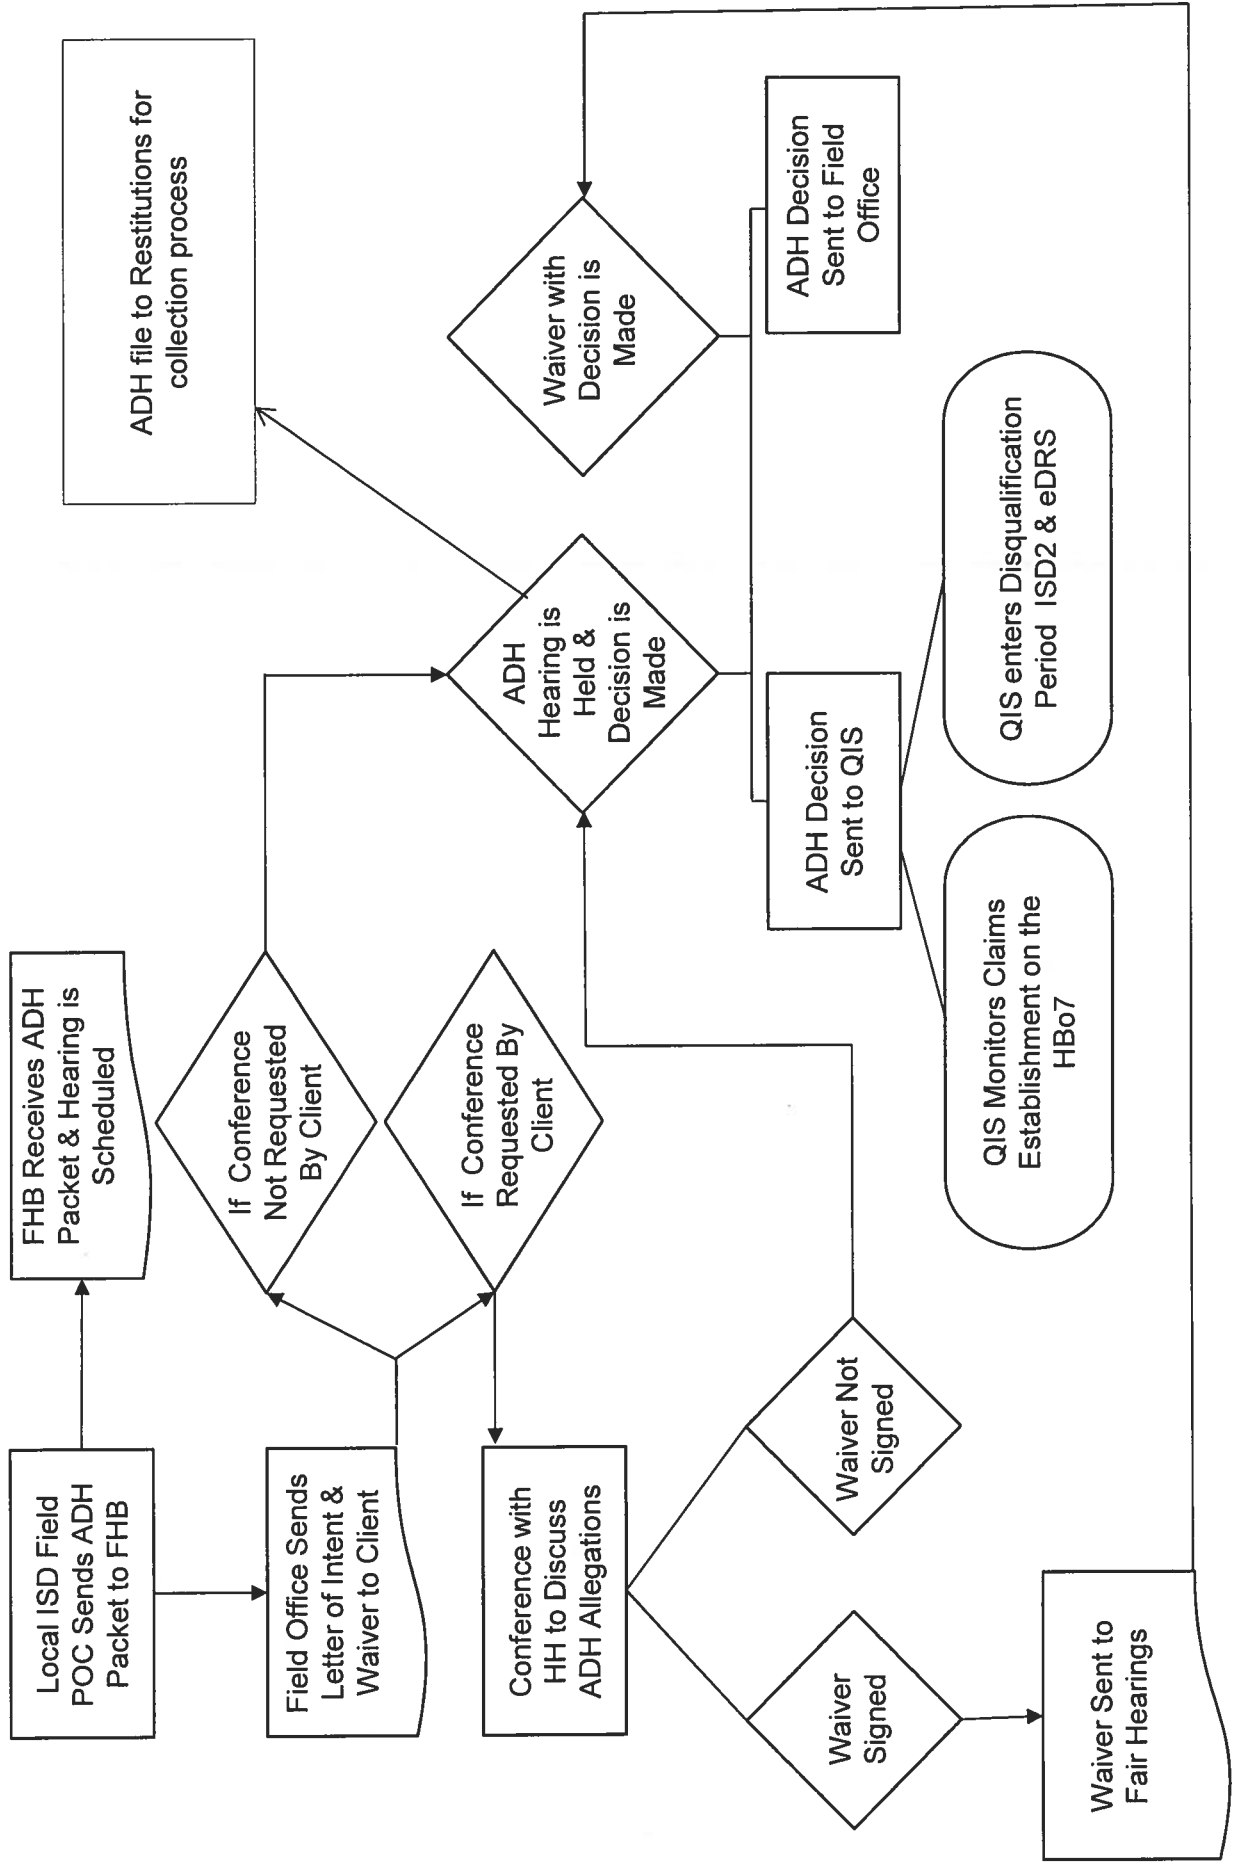 Local ISD Field
POC Sends ADH
Packet to FHB
FHB Receives ADH
Packet & Hearing is
Scheduled
ADH file to Restitutions for
collection process
Field Office Sends
Letter of Intent &
Waiver to Client
If Conference
Not Requested
By Client
If Conference
Requested By
Client
Conference with
HH to Discuss
ADH Allegations
ADH
Hearing is
Held &
Decision is
Made
Waiver with
Decision is
Made
Waiver
Signed
Waiver Not
Signed
ADH Decision
Sent to QIS
ADH Decision
Sent to Field
Office
QIS Monitors Claims
Establishment on the
HBo7
QIS enters Disqualification
Period ISD2 & eDRS
Waiver Sent to
Fair Hearings